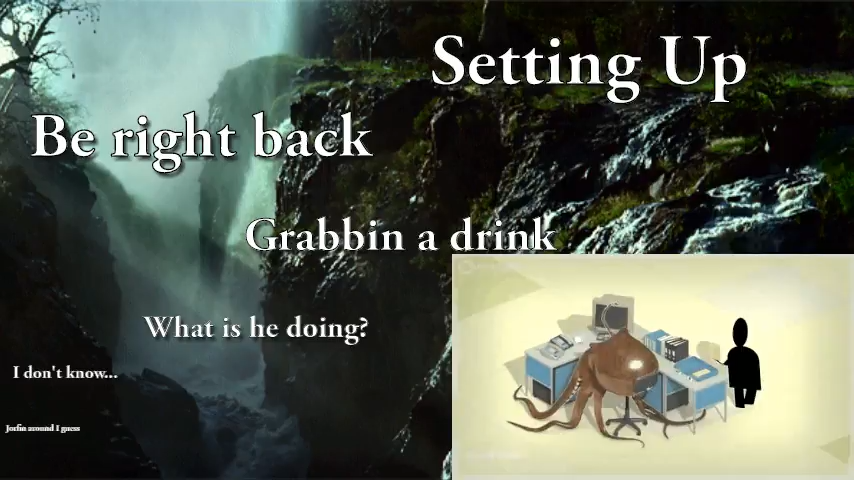 Setting Up
Be right back
Grabbin a drink
What is he doing?
I don't know...
Jorfin around I guess